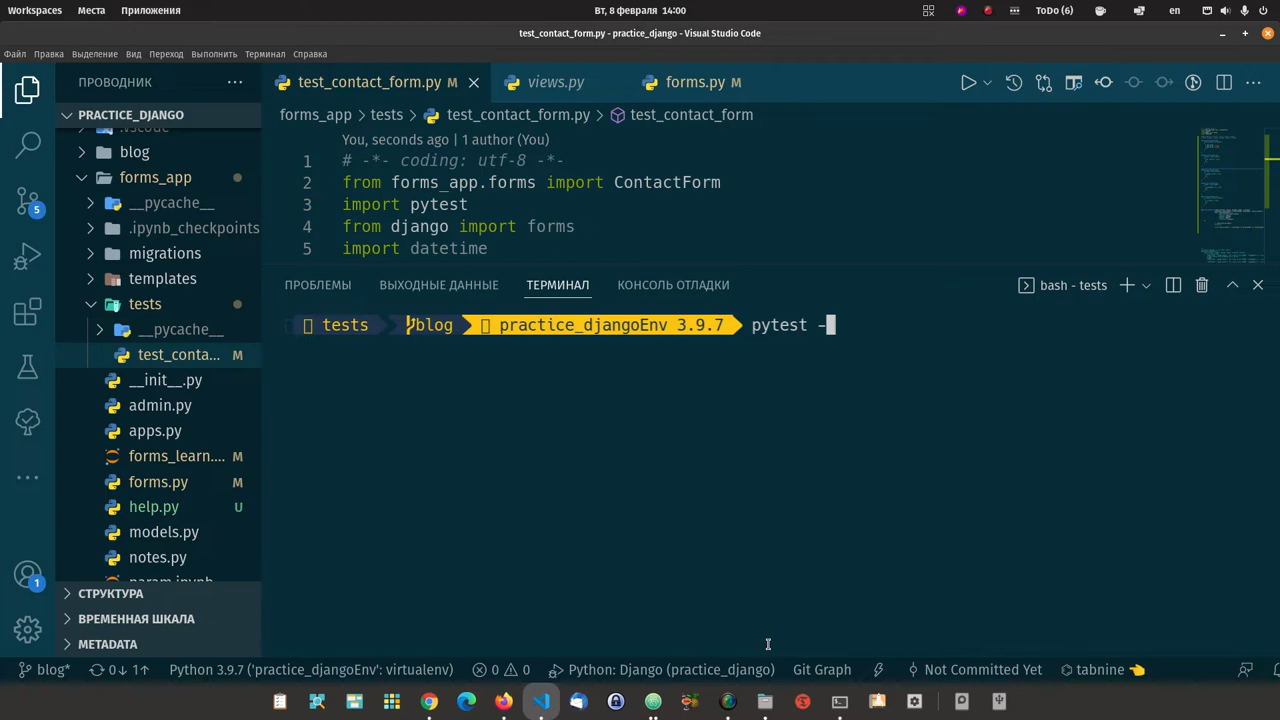 Workspaces Места Приложения Вт, 8 февраля 14:00 ToDo (6) en
test_contact_form.py - practice_django - Visual Studio Code
Файл Правка Выделение Вид Переход Выполнить Терминал Справка
ПРОВОДНИК ··· test_contact_form.py M views.py forms.py M
PRACTICE_DJANGO
forms_app > tests > test_contact_form.py > test_contact_form
.vscode
You, seconds ago | 1 author (You)
blog
1 # -*- coding: utf-8 -*-
forms_app
2 from forms_app.forms import ContactForm
__pycache__
3 import pytest
.ipynb_checkpoints
4 from django import forms
migrations
5 import datetime
templates
ПРОБЛЕМЫ ВЫХОДНЫЕ ДАННЫЕ ТЕРМИНАЛ КОНСОЛЬ ОТЛАДКИ bash - tests
tests
tests blog practice_djangoEnv 3.9.7 pytest -
__pycache__
test_conta... M
__init__.py
admin.py
apps.py
forms_learn.... M
forms.py M
help.py U
models.py
notes.py
param.ipynb
СТРУКТУРА
ВРЕМЕННАЯ ШКАЛА
METADATA
5
1
blog* 0↓ 1↑ Python 3.9.7 ('practice_djangoEnv': virtualenv) 0 0 Python: Django (practice_django) Git Graph Not Committed Yet tabnine 👈